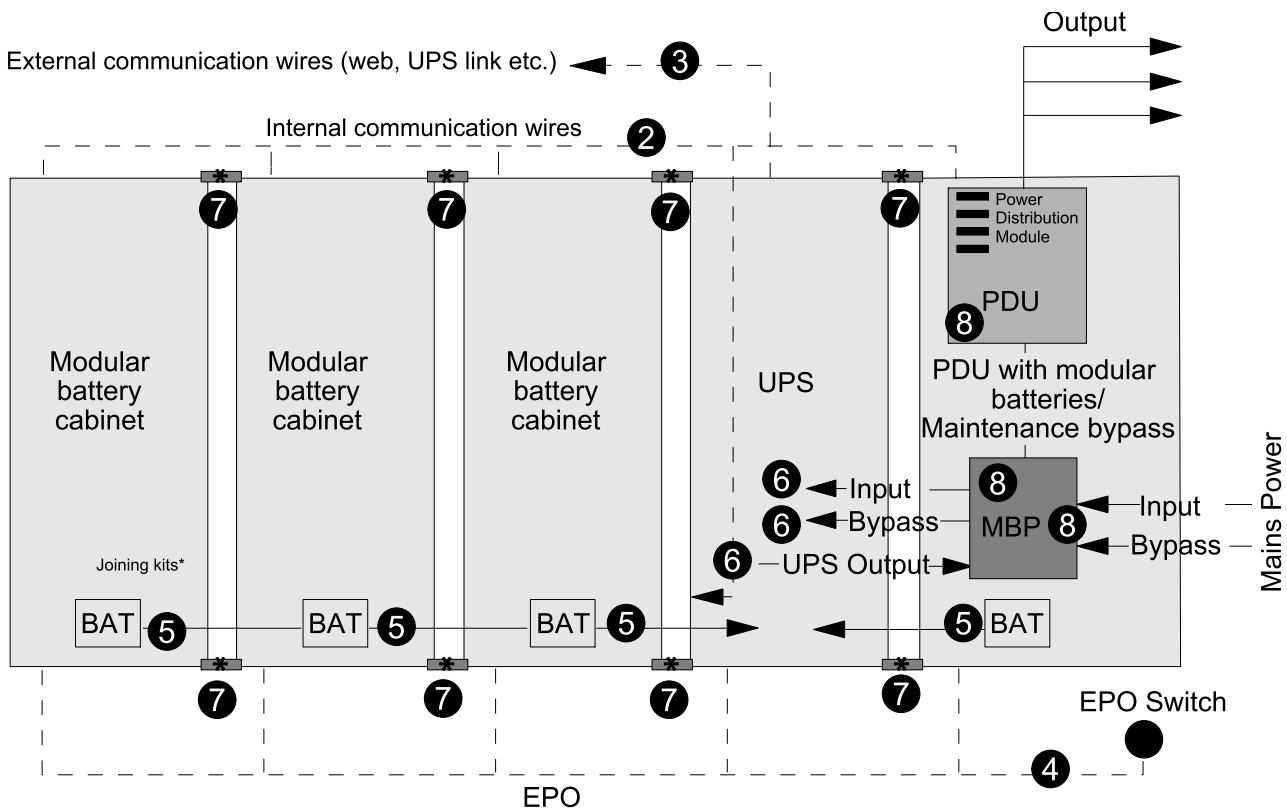 Output
External communication wires (web, UPS link etc.)
3
Internal communication wires
2
*
*
*
*
7
7
7
7
Power
Distribution
Module
PDU
8
Modular
battery
cabinet
Modular
battery
cabinet
Modular
battery
cabinet
UPS
PDU with modular
batteries/
Maintenance bypass
6
Input
8
MBP
8
Input
6
Bypass
Bypass
Mains Power
6
UPS Output
Joining kits*
BAT
5
BAT
5
BAT
5
5
BAT
*
*
*
*
7
7
7
7
EPO Switch
4
EPO